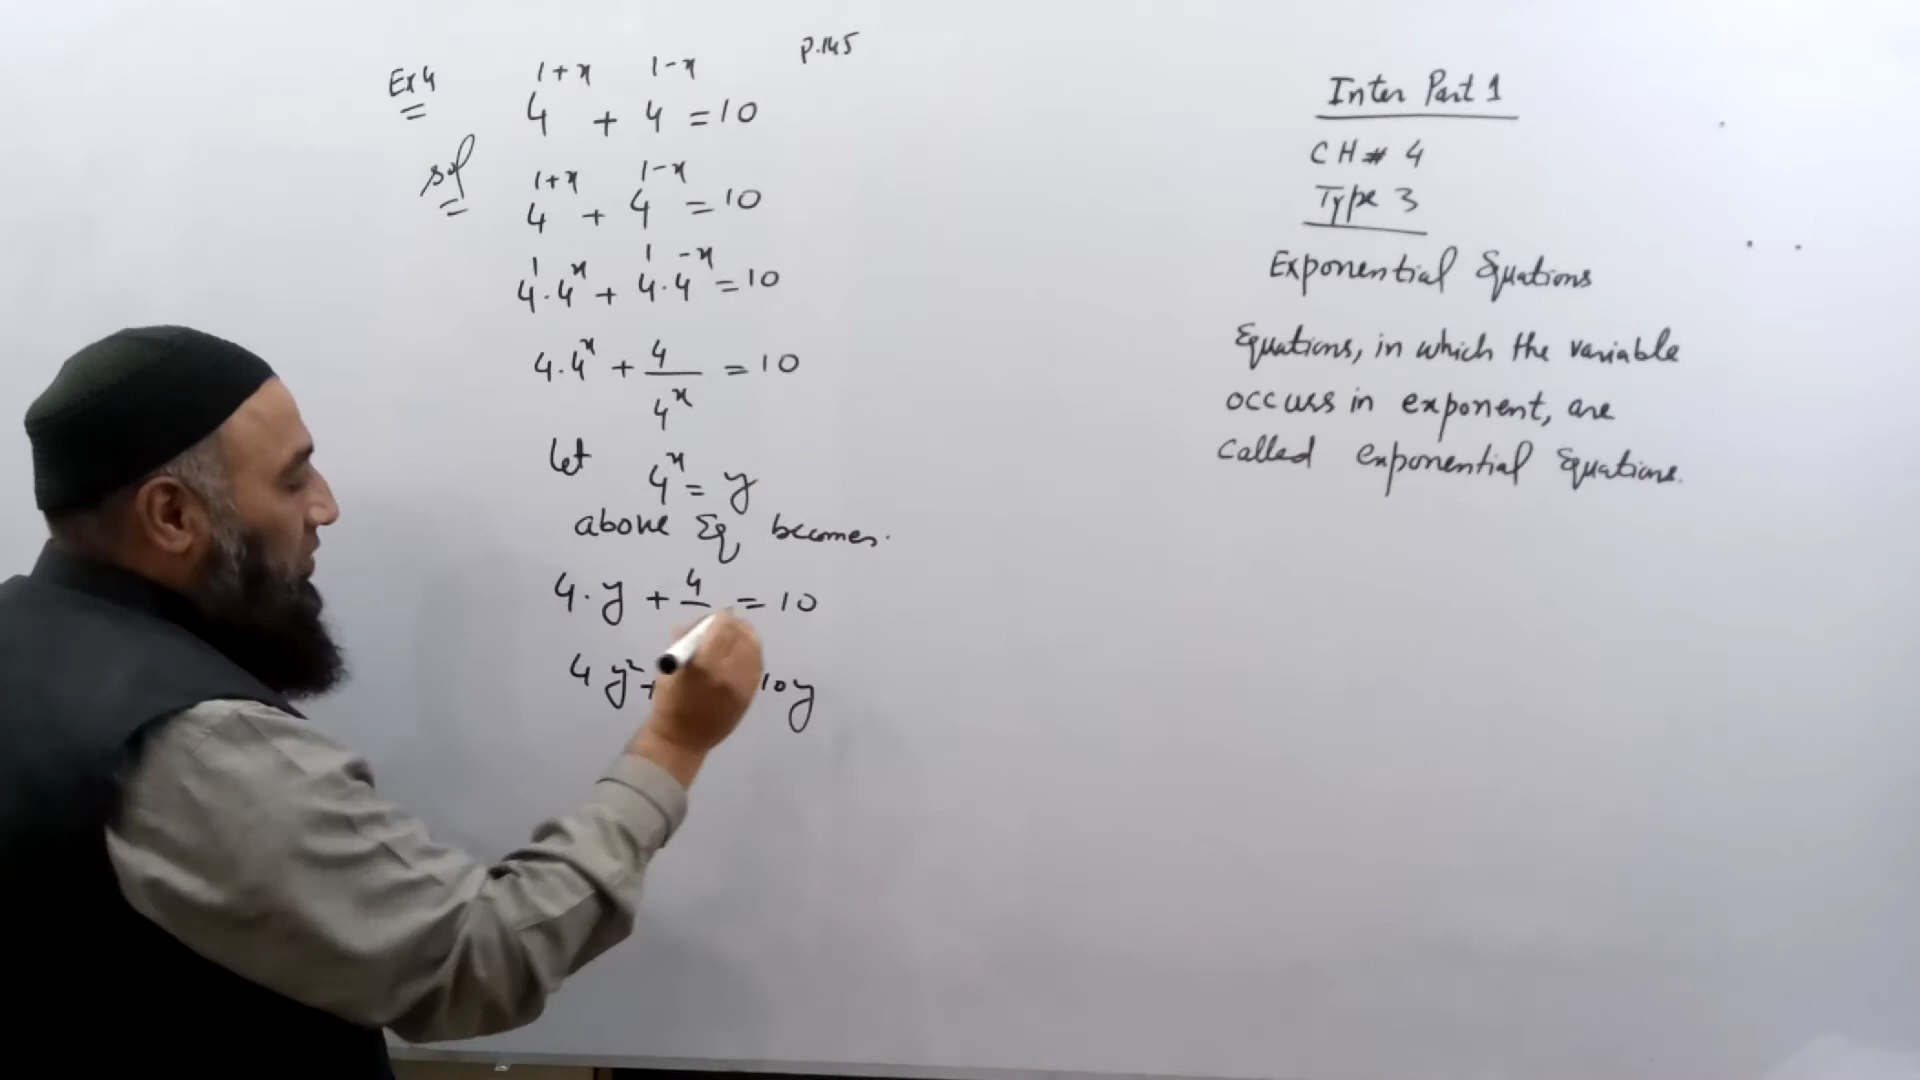 Ex 4 4^{1+x} + 4^{1-x} = 10 P.145
sol 4^{1+x} + 4^{1-x} = 10
4^1 · 4^x + 4^1 · 4^{-x} = 10
4 · 4^x + 4/4^x = 10
let 4^x = y
above Eq becomes.
4 · y + 4/ = 10
4y² + 10y
Inter Part 1
CH# 4
Type 3
Exponential Equations
Equations, in which the variable
occurs in exponent, are
called exponential Equations.